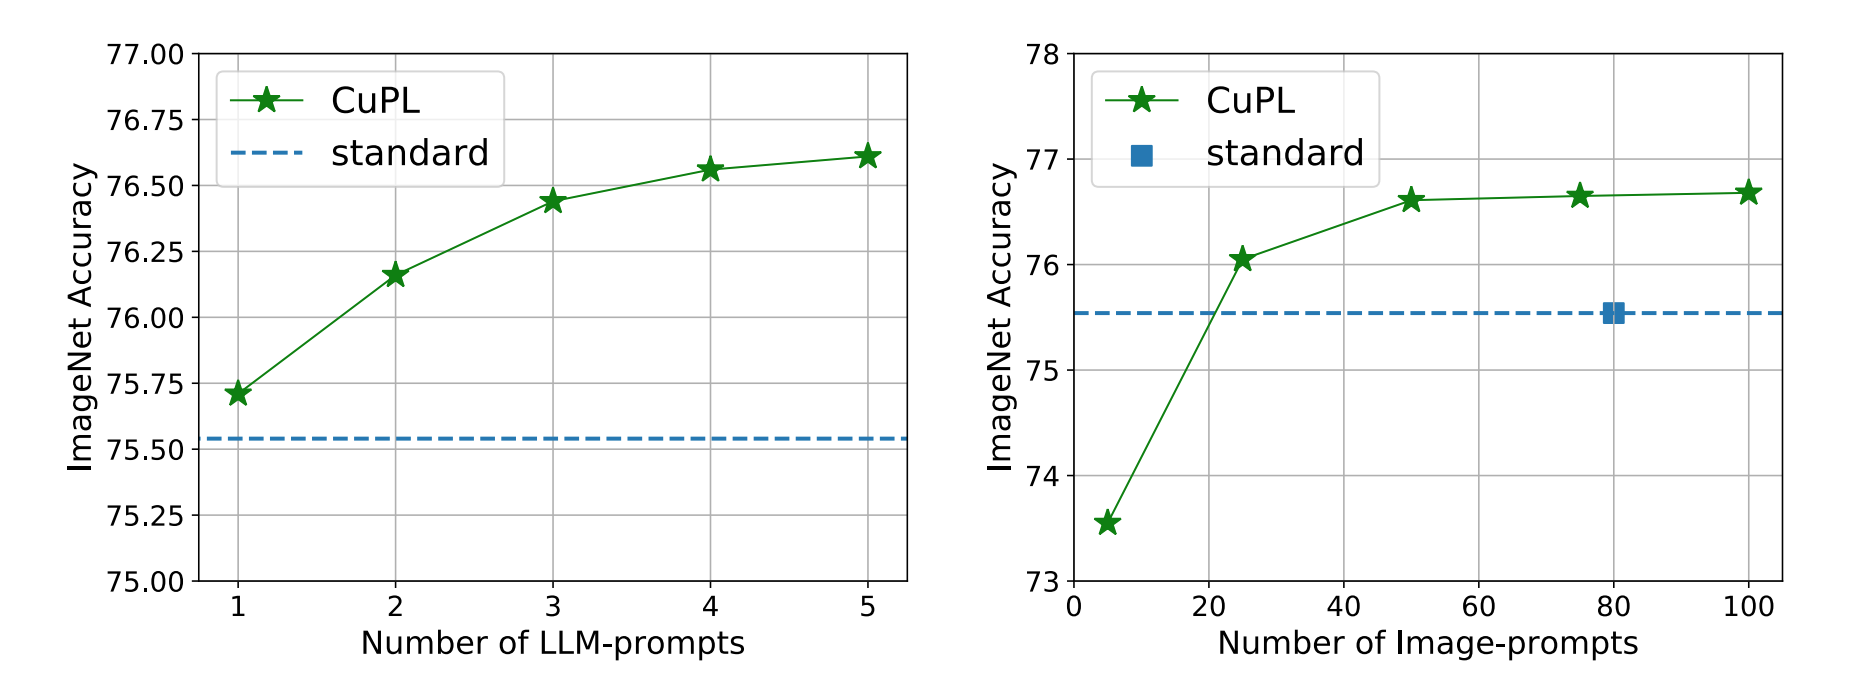 77.00
76.75
76.50
76.25
76.00
75.75
75.50
75.25
75.00
ImageNet Accuracy
CuPL
standard
1 2 3 4 5
Number of LLM-prompts
78
77
76
75
74
73
ImageNet Accuracy
CuPL
standard
0 20 40 60 80 100
Number of Image-prompts